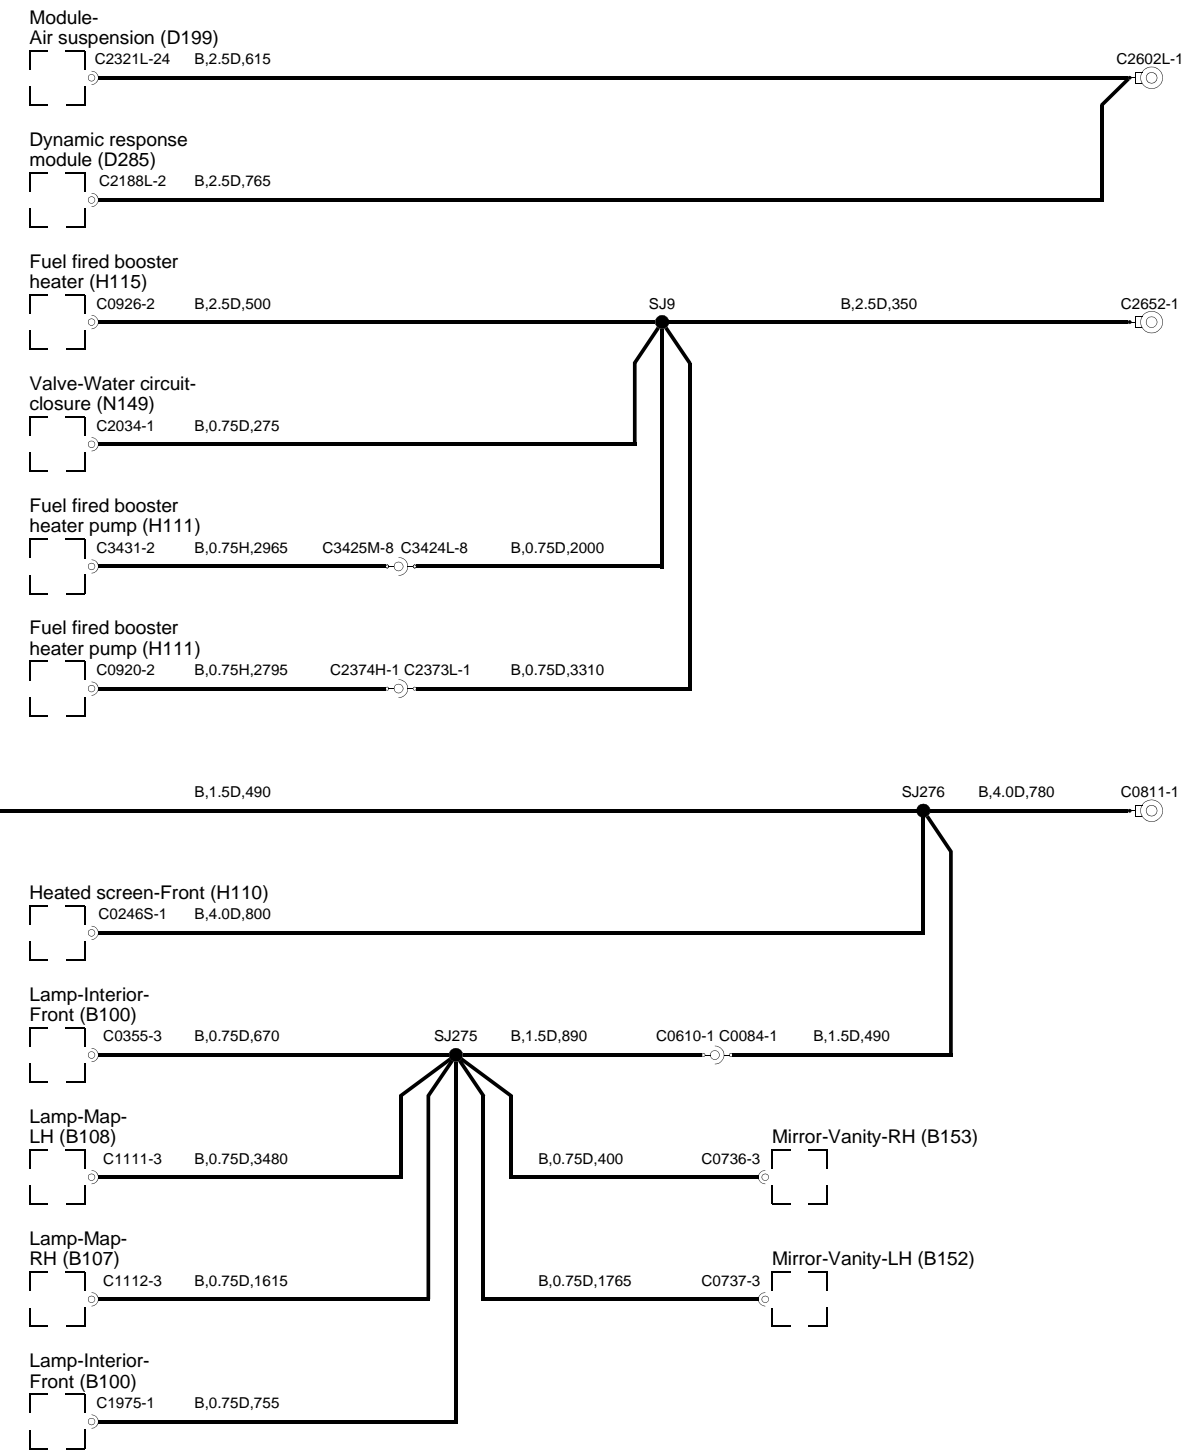 Module-
Air suspension (D199)
C2321L-24 B,2.5D,615 C2602L-1
Dynamic response
module (D285)
C2188L-2 B,2.5D,765
Fuel fired booster
heater (H115)
C0926-2 B,2.5D,500 SJ9 B,2.5D,350 C2652-1
Valve-Water circuit-
closure (N149)
C2034-1 B,0.75D,275
Fuel fired booster
heater pump (H111)
C3431-2 B,0.75H,2965 C3425M-8 C3424L-8 B,0.75D,2000
Fuel fired booster
heater pump (H111)
C0920-2 B,0.75H,2795 C2374H-1 C2373L-1 B,0.75D,3310
B,1.5D,490 SJ276 B,4.0D,780 C0811-1
Heated screen-Front (H110)
C0246S-1 B,4.0D,800
Lamp-Interior-
Front (B100)
C0355-3 B,0.75D,670 SJ275 B,1.5D,890 C0610-1 C0084-1 B,1.5D,490
Lamp-Map-
LH (B108) Mirror-Vanity-RH (B153)
C1111-3 B,0.75D,3480 B,0.75D,400 C0736-3
Lamp-Map-
RH (B107) Mirror-Vanity-LH (B152)
C1112-3 B,0.75D,1615 B,0.75D,1765 C0737-3
Lamp-Interior-
Front (B100)
C1975-1 B,0.75D,755